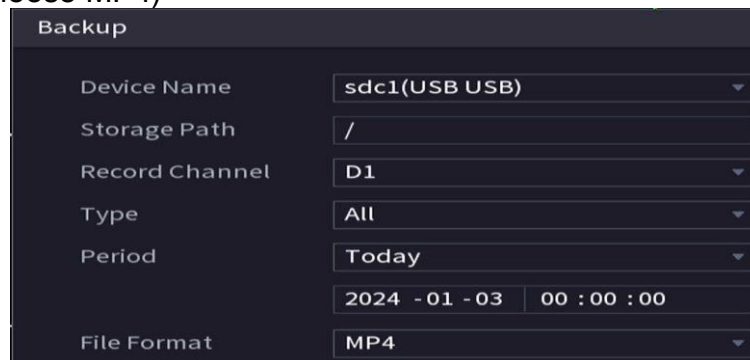 Backup
Device Name sdc1(USB USB)
Storage Path /
Record Channel D1
Type All
Period Today
2024 -01 -03 00 :00 :00
File Format MP4